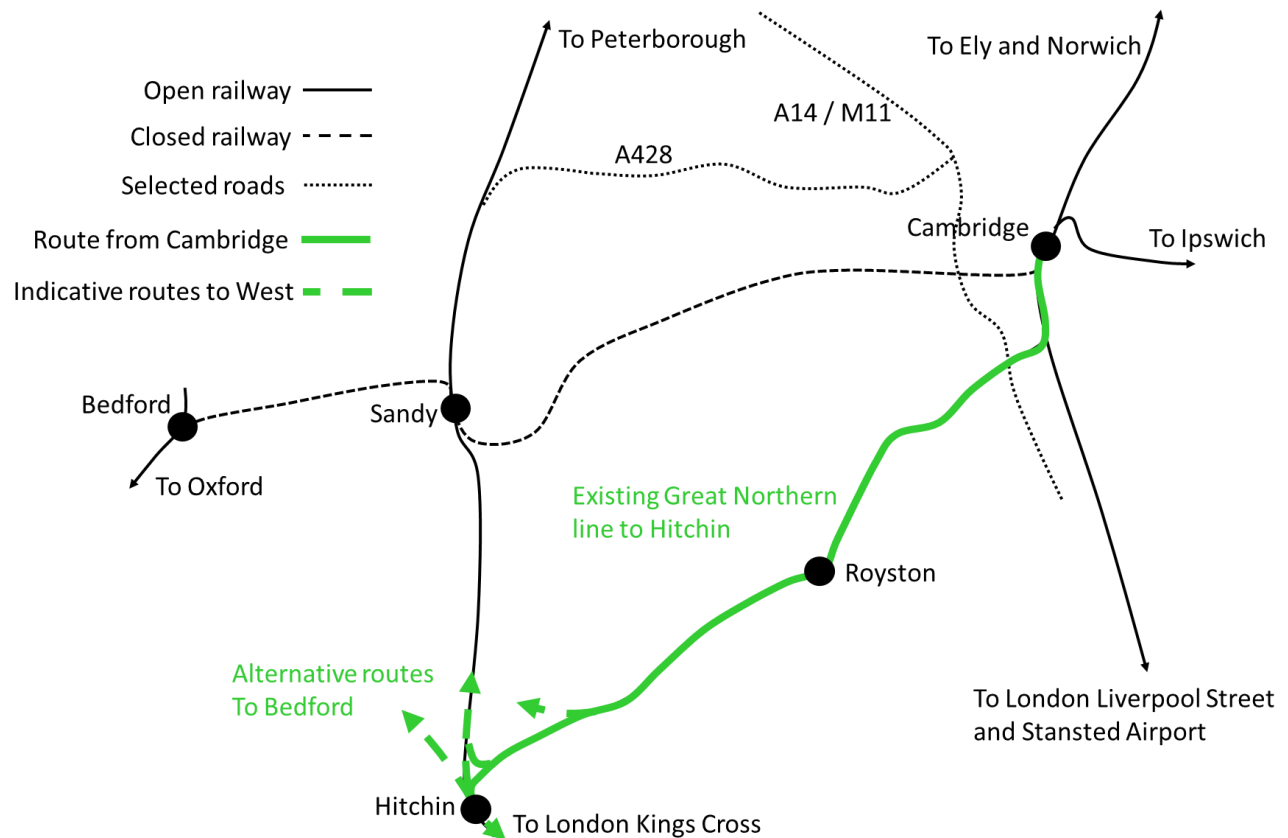 To Peterborough
To Ely and Norwich
Open railway
Closed railway
A14 / M11
Selected roads
A428
Route from Cambridge
Cambridge
To Ipswich
Indicative routes to West
Bedford
Sandy
To Oxford
Existing Great Northern
line to Hitchin
Royston
Alternative routes
To Bedford
To London Liverpool Street
and Stansted Airport
Hitchin
To London Kings Cross